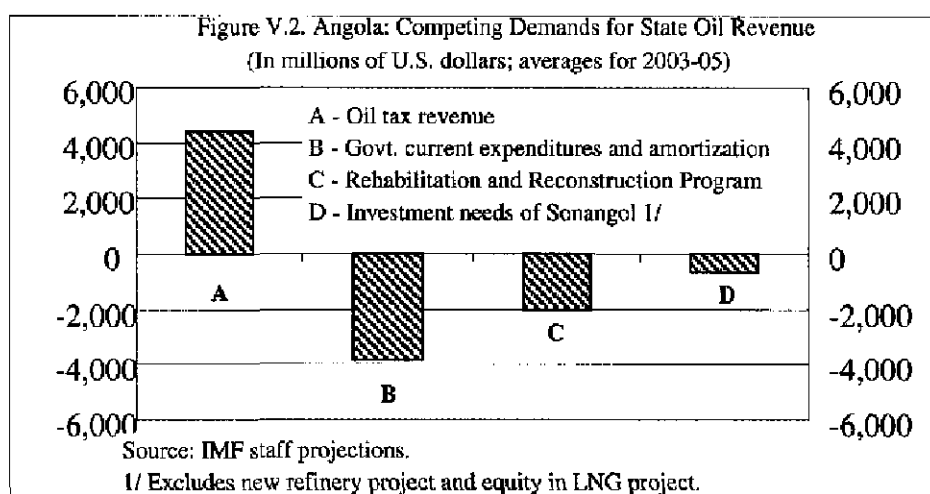 Figure V.2. Angola: Competing Demands for State Oil Revenue
(In millions of U.S. dollars; averages for 2003-05)
6,000 6,000
A - Oil tax revenue
4,000 B - Govt. current expenditures and amortization 4,000
C - Rehabilitation and Reconstruction Program
2,000 D - Investment needs of Sonangol 1/ 2,000
0 0
A D
-2,000 -2,000
C
-4,000 -4,000
B
-6,000 -6,000
Source: IMF staff projections.
1/ Excludes new refinery project and equity in LNG project.